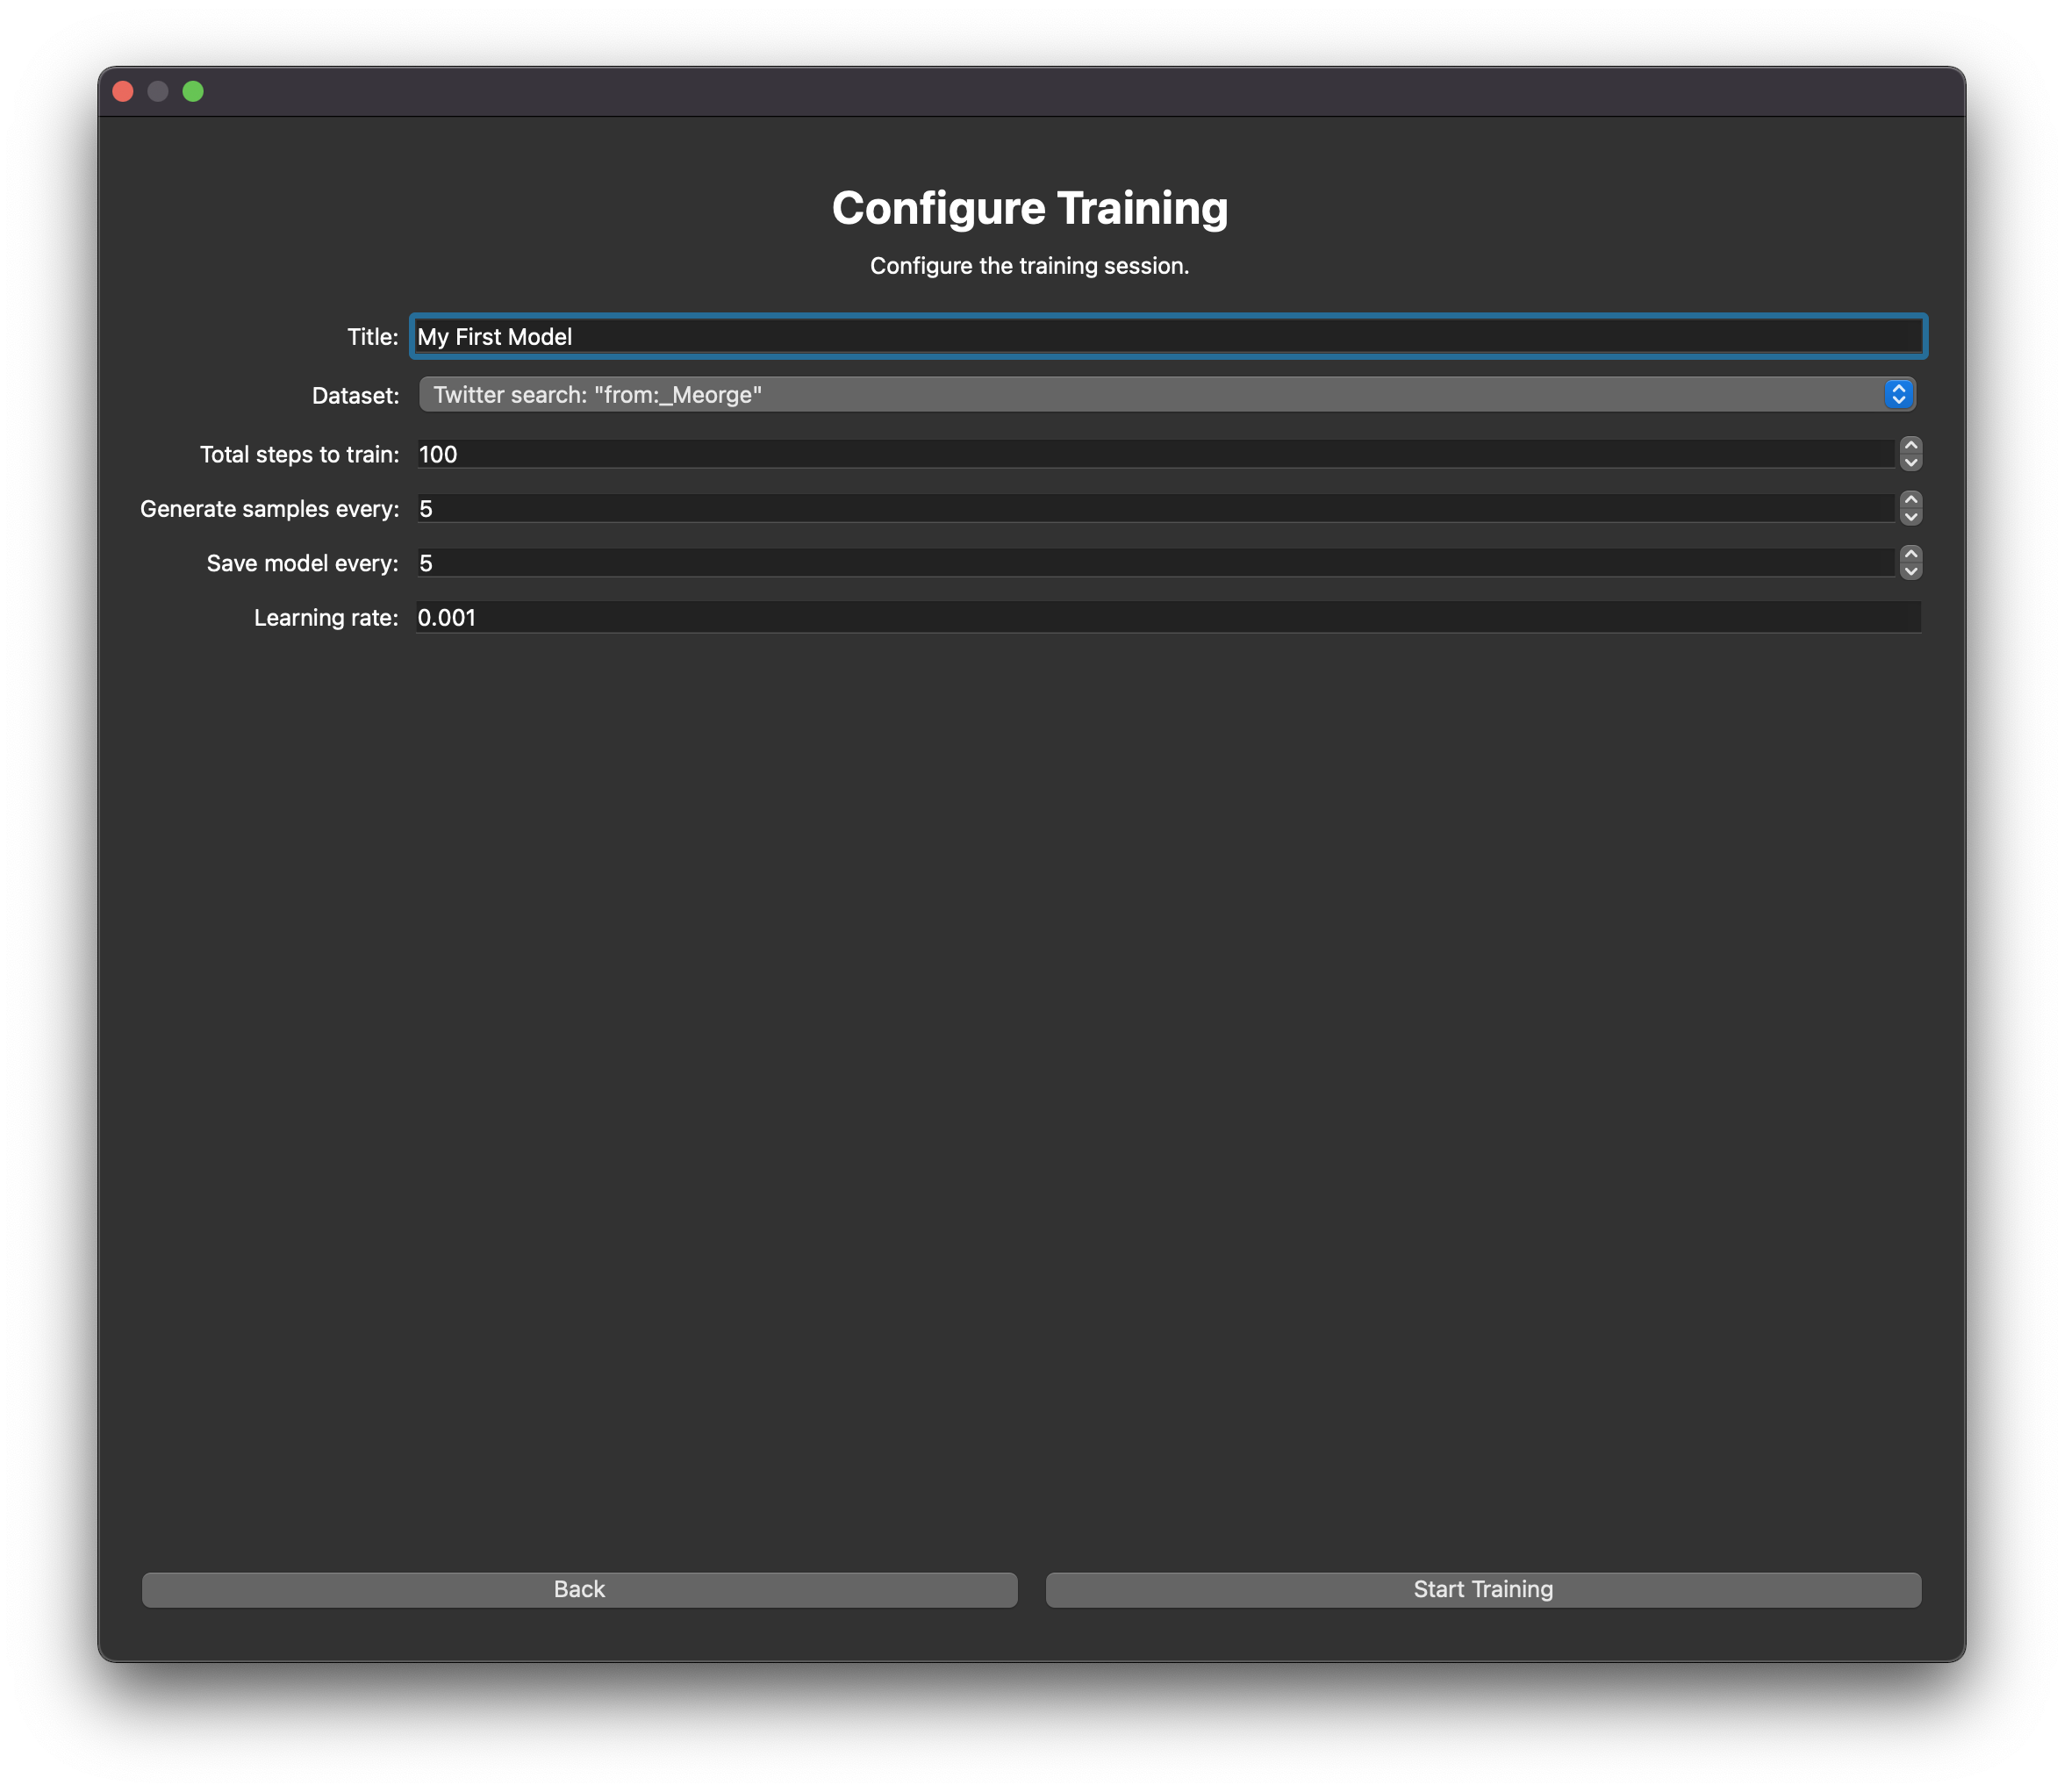 Configure Training
Configure the training session.
Title: My First Model
Dataset: Twitter search: "from:_Meorge"
Total steps to train: 100
Generate samples every: 5
Save model every: 5
Learning rate: 0.001
Back Start Training